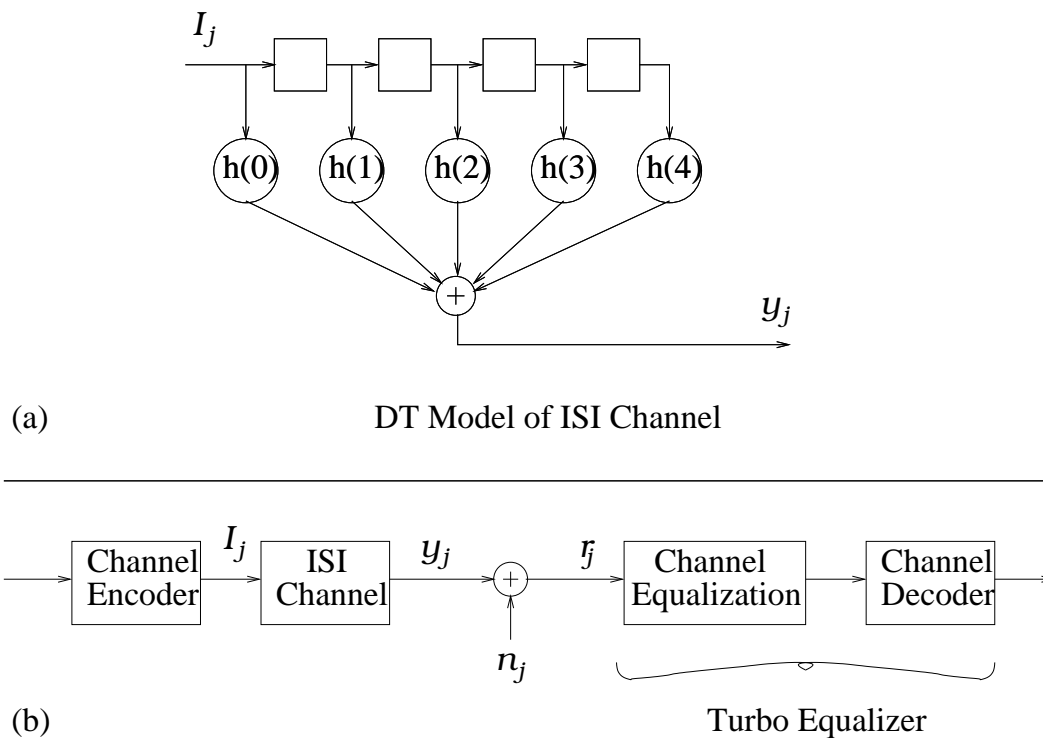 I_j
h(0) h(1) h(2) h(3) h(4)
+
y_j
(a) DT Model of ISI Channel
I_j y_j r_j
Channel Encoder
ISI Channel
+
Channel Equalization
Channel Decoder
n_j
(b) Turbo Equalizer